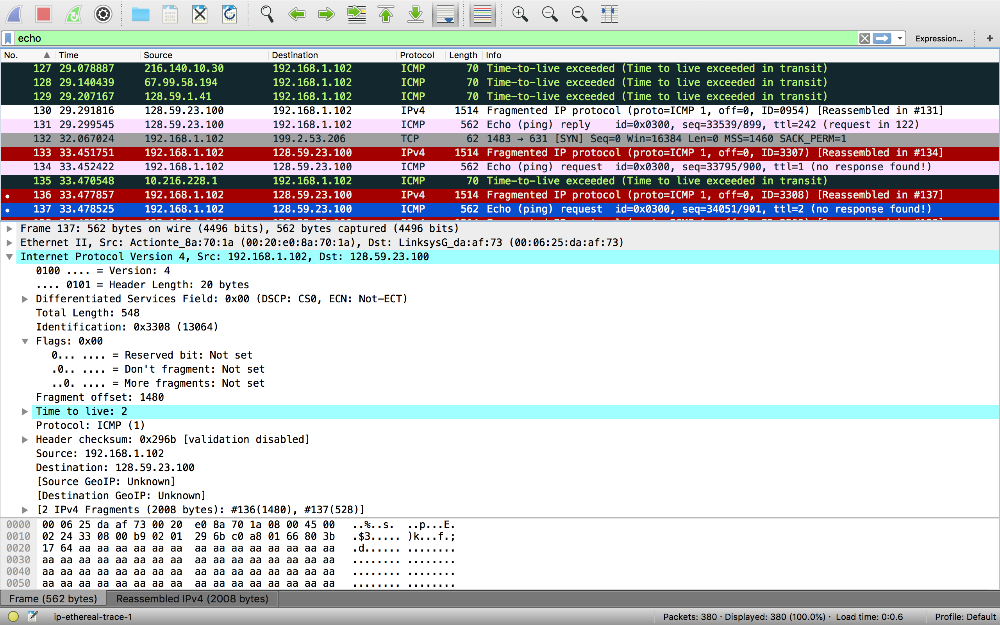 echo
Expression... +
No. Time Source Destination Protocol Length Info
127 29.078887 216.140.10.30 192.168.1.102 ICMP 70 Time-to-live exceeded (Time to live exceeded in transit)
128 29.140439 67.99.58.194 192.168.1.102 ICMP 70 Time-to-live exceeded (Time to live exceeded in transit)
129 29.207167 128.59.1.41 192.168.1.102 ICMP 70 Time-to-live exceeded (Time to live exceeded in transit)
130 29.291816 128.59.23.100 192.168.1.102 IPv4 1514 Fragmented IP protocol (proto=ICMP 1, off=0, ID=0954) [Reassembled in #131]
131 29.299545 128.59.23.100 192.168.1.102 ICMP 562 Echo (ping) reply id=0x0300, seq=33539/899, ttl=242 (request in 122)
132 32.067024 192.168.1.102 199.2.53.206 TCP 62 1483 → 631 [SYN] Seq=0 Win=16384 Len=0 MSS=1460 SACK_PERM=1
133 33.451751 192.168.1.102 128.59.23.100 IPv4 1514 Fragmented IP protocol (proto=ICMP 1, off=0, ID=3307) [Reassembled in #134]
134 33.452422 192.168.1.102 128.59.23.100 ICMP 562 Echo (ping) request id=0x0300, seq=33795/900, ttl=1 (no response found!)
135 33.470548 10.216.228.1 192.168.1.102 ICMP 70 Time-to-live exceeded (Time to live exceeded in transit)
136 33.477857 192.168.1.102 128.59.23.100 IPv4 1514 Fragmented IP protocol (proto=ICMP 1, off=0, ID=3308) [Reassembled in #137]
137 33.478525 192.168.1.102 128.59.23.100 ICMP 562 Echo (ping) request id=0x0300, seq=34051/901, ttl=2 (no response found!)
Frame 137: 562 bytes on wire (4496 bits), 562 bytes captured (4496 bits)
Ethernet II, Src: Actionte_8a:70:1a (00:20:e0:8a:70:1a), Dst: LinksysG_da:af:73 (00:06:25:da:af:73)
Internet Protocol Version 4, Src: 192.168.1.102, Dst: 128.59.23.100
0100 .... = Version: 4
.... 0101 = Header Length: 20 bytes
Differentiated Services Field: 0x00 (DSCP: CS0, ECN: Not-ECT)
Total Length: 548
Identification: 0x3308 (13064)
Flags: 0x00
0... .... = Reserved bit: Not set
.0.. .... = Don't fragment: Not set
..0. .... = More fragments: Not set
Fragment offset: 1480
Time to live: 2
Protocol: ICMP (1)
Header checksum: 0x296b [validation disabled]
Source: 192.168.1.102
Destination: 128.59.23.100
[Source GeoIP: Unknown]
[Destination GeoIP: Unknown]
[2 IPv4 Fragments (2008 bytes): #136(1480), #137(528)]
0000 00 06 25 da af 73 00 20 e0 8a 70 1a 08 00 45 00 ..%..s. ..p...E.
0010 02 24 33 08 00 b9 02 01 29 6b c0 a8 01 66 80 3b .$3..... )k...f.;
0020 17 64 aa aa aa aa aa aa aa aa aa aa aa aa aa aa .d...... ........
0030 aa aa aa aa aa aa aa aa aa aa aa aa aa aa aa aa ........ ........
0040 aa aa aa aa aa aa aa aa aa aa aa aa aa aa aa aa ........ ........
0050 aa aa aa aa aa aa aa aa aa aa aa aa aa aa aa aa ........ ........
Frame (562 bytes) Reassembled IPv4 (2008 bytes)
ip-ethereal-trace-1 Packets: 380 · Displayed: 380 (100.0%) · Load time: 0:0.6 Profile: Default